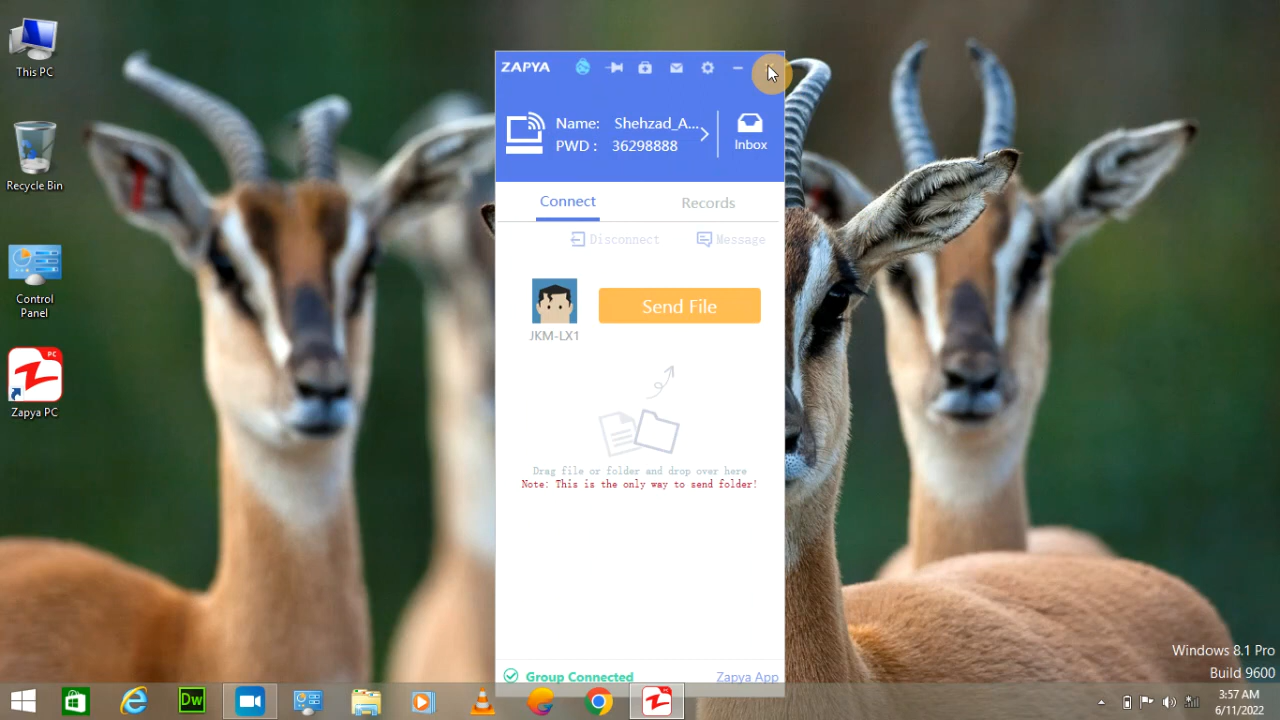 This PC
Recycle Bin
Control
Panel
PC
Zapya PC
ZAPYA
Name: Shehzad_A...
PWD : 36298888
Inbox
Connect
Records
Disconnect
Message
Send File
JKM-LX1
Drag file or folder and drop over here
Note: This is the only way to send folder!
Group Connected
Zapya App
Windows 8.1 Pro
Build 9600
Dw
3:57 AM
6/11/2022